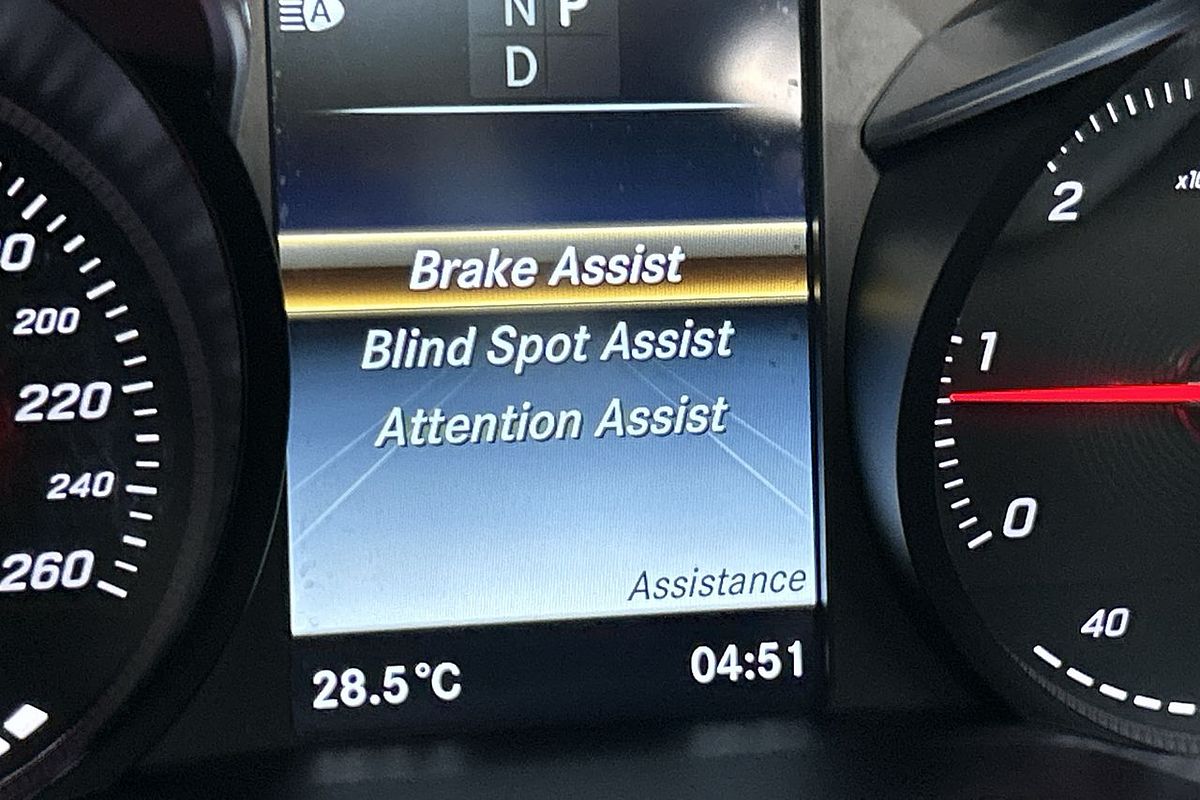 A
N P
D
Brake Assist
Blind Spot Assist
Attention Assist
Assistance
28.5°C
04:51
200
220
240
260
2
1
0
40